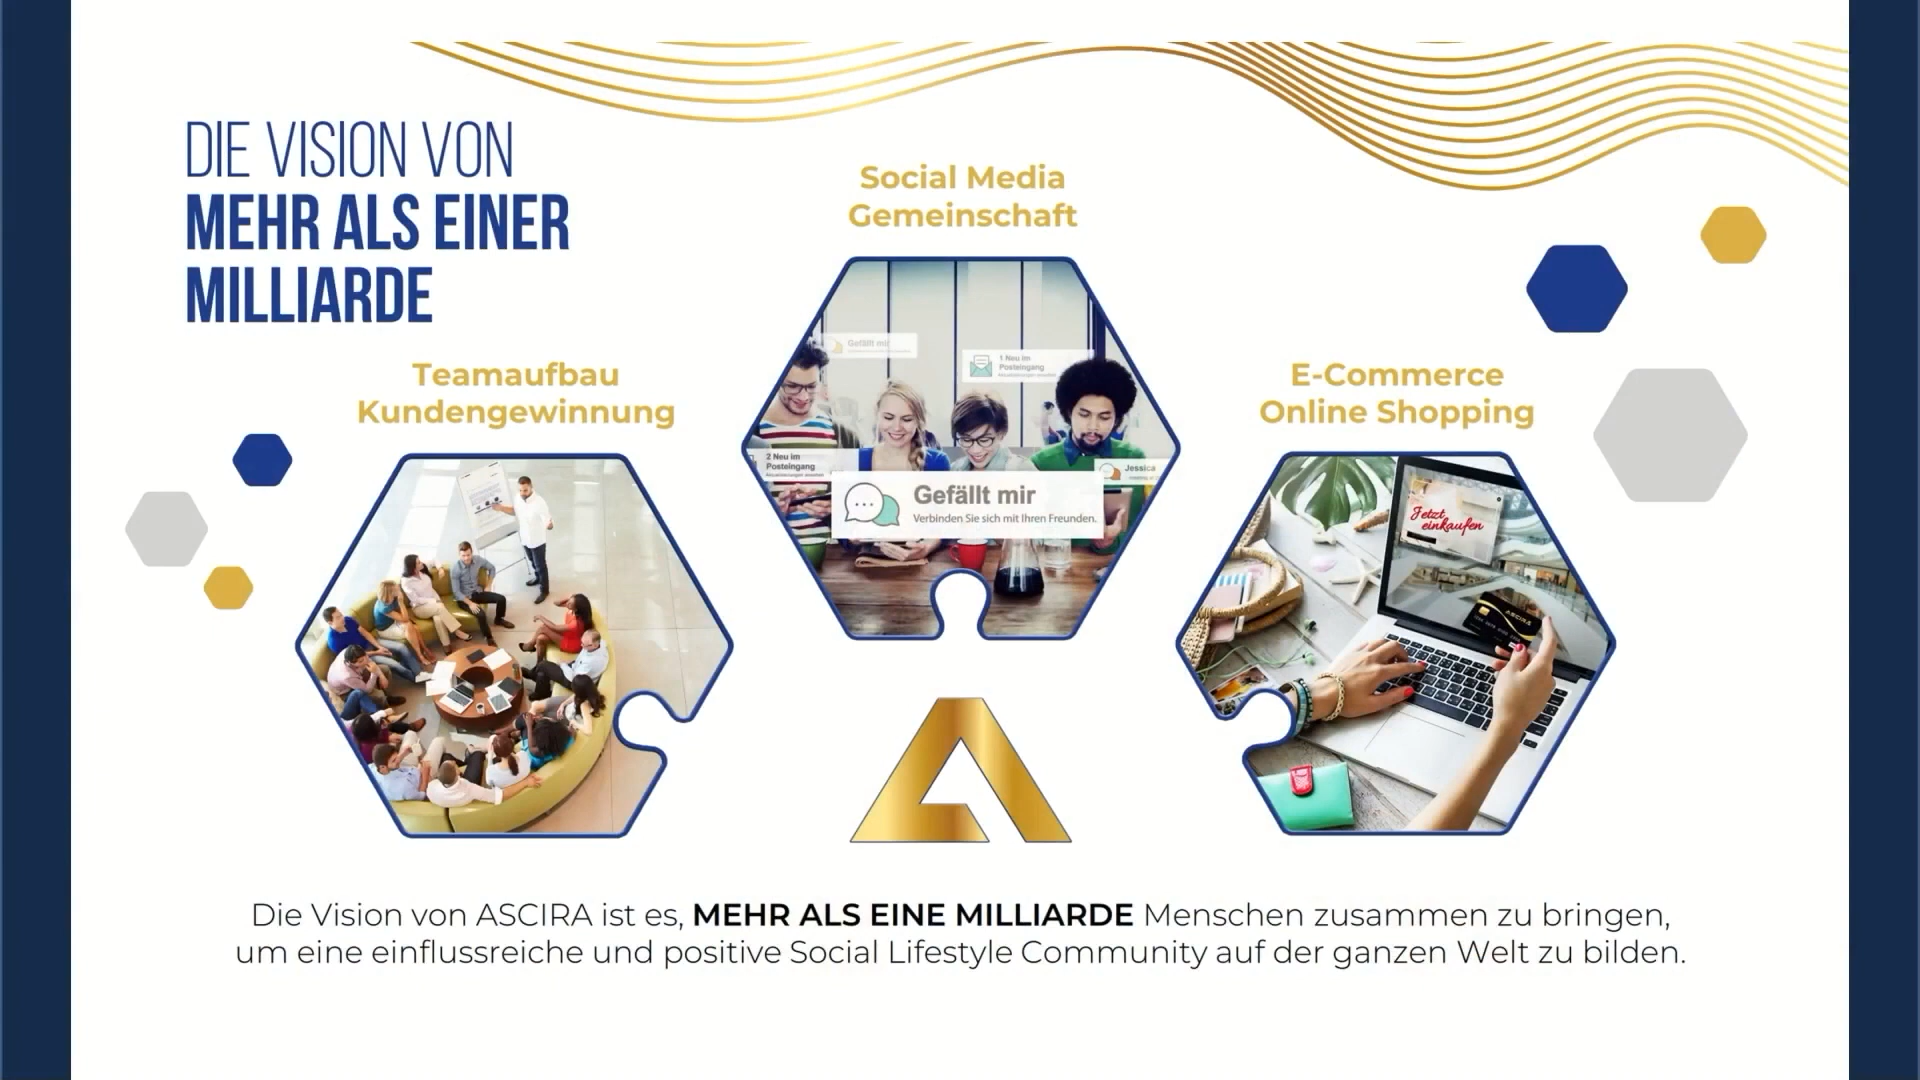 DIE VISION VON
MEHR ALS EINER
MILLIARDE
Social Media
Gemeinschaft
Teamaufbau
Kundengewinnung
E-Commerce
Online Shopping
Gefällt mir
1 Neu im
Posteingang
2 Neu im
Posteingang
Jessica
Gefällt mir
Verbinden Sie sich mit Ihren Freunden.
Jetzt
einkaufen
ASCIRA
Die Vision von ASCIRA ist es, MEHR ALS EINE MILLIARDE Menschen zusammen zu bringen,
um eine einflussreiche und positive Social Lifestyle Community auf der ganzen Welt zu bilden.